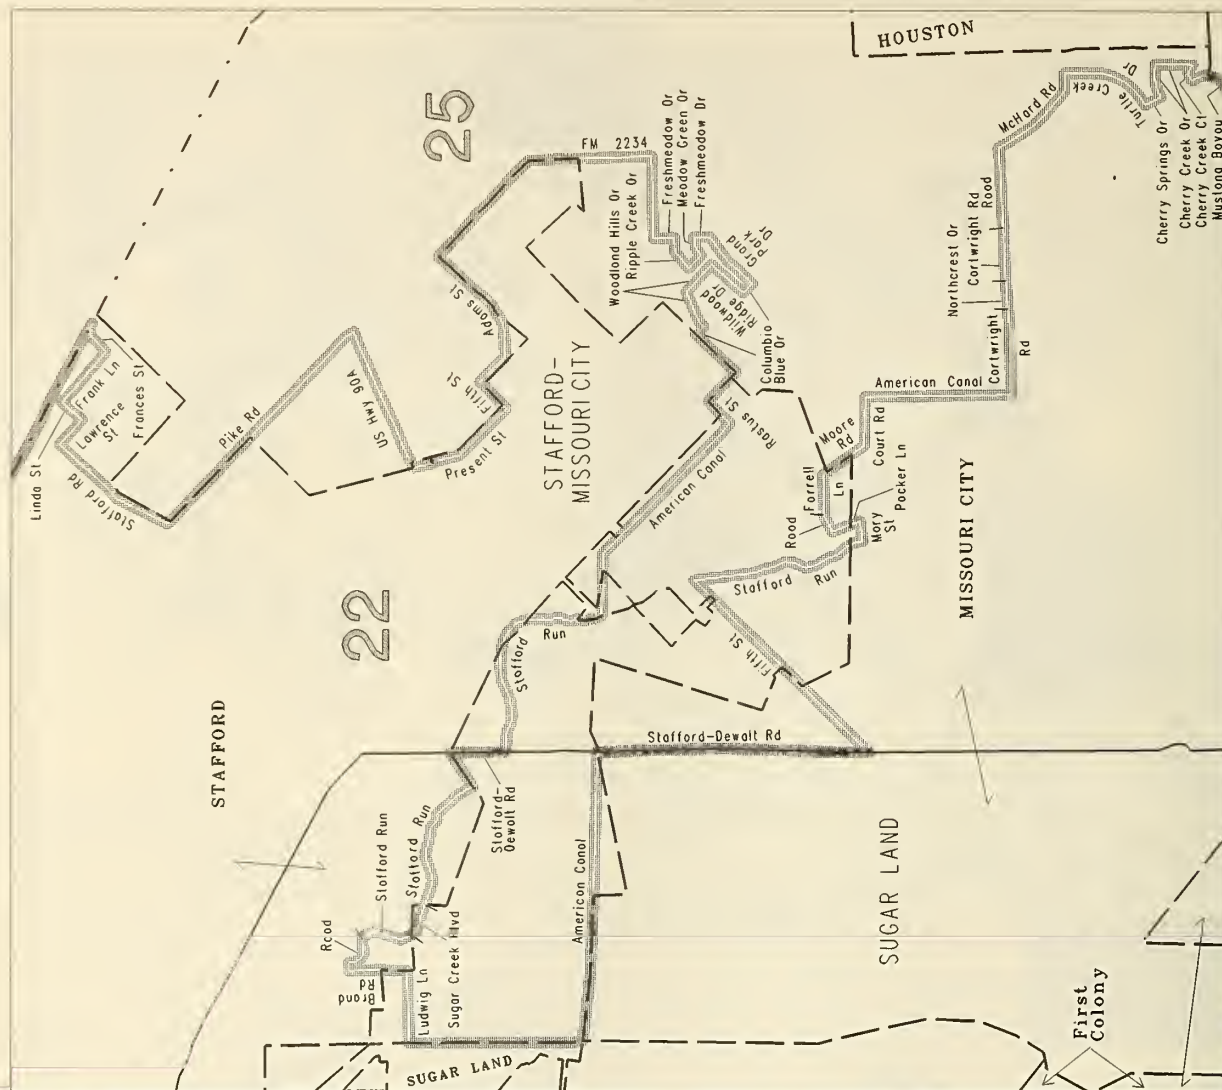 HOUSTON
25
FM 2234
McHard Rd
Turtle Creek Dr
Cherry Springs Dr
Cherry Creek Dr
Cherry Creek Ct
Mustang Bayou
Freshmeadow Dr
Meadow Green Dr
Freshmeadow Dr
Woodland Hills Dr
Ripple Creek Dr
Grand Park Dr
Wildwood Ridge Dr
Columbia Blue Dr
Northcrest Dr
Cartwright Rd
Road
Cartwright Rd
American Canal
Adams St
Fifth St
Present St
US Hwy 90A
Pike Rd
Linda St
Frank Ln
Lawrence St
Frances St
Stafford Rd
STAFFORD-
MISSOURI CITY
Rastus St
American Canal
Moore Rd
Court Rd
Farrell Ln
Road
Mary St
Packer Ln
MISSOURI CITY
22
Stafford Run
Stafford Run
Fifth St
STAFFORD
Stafford-Dewalt Rd
Stafford-
Dewalt Rd
Stafford Run
Stafford Run
Road
Brand Rd
Ludwig Ln
Sugar Creek Blvd
American Canal
SUGAR LAND
SUGAR LAND
First
Colony